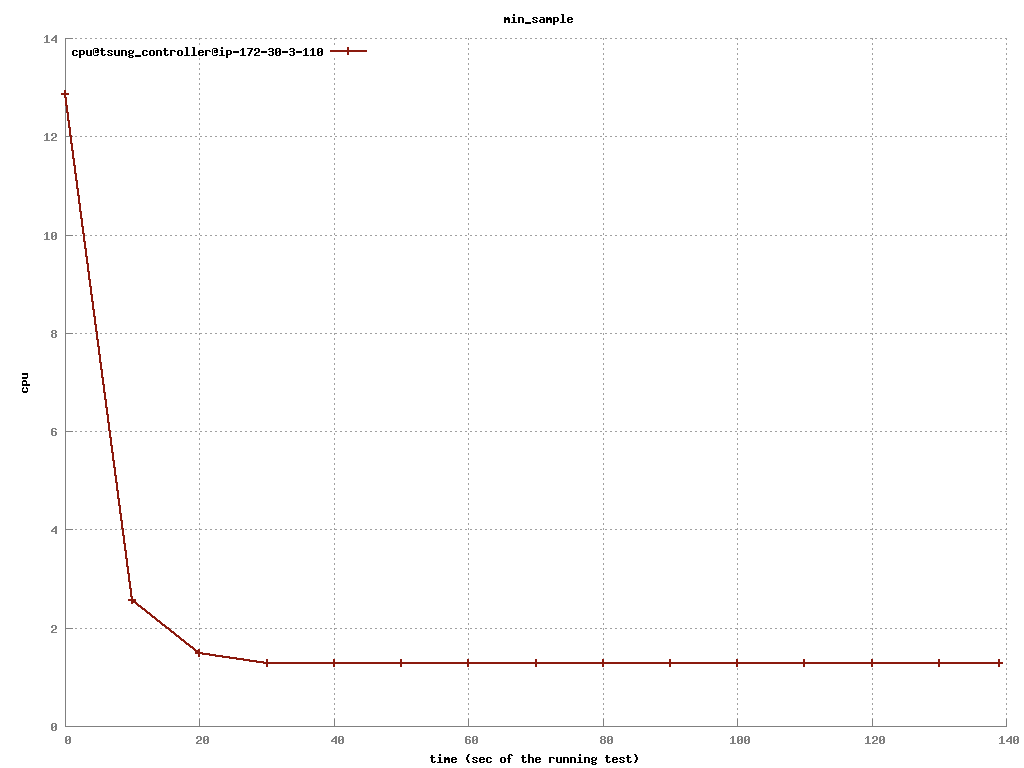 min_sample
14
cpu@tsung_controller@ip-172-30-3-110
12
10
8
cpu
6
4
2
0
0 20 40 60 80 100 120 140
time (sec of the running test)